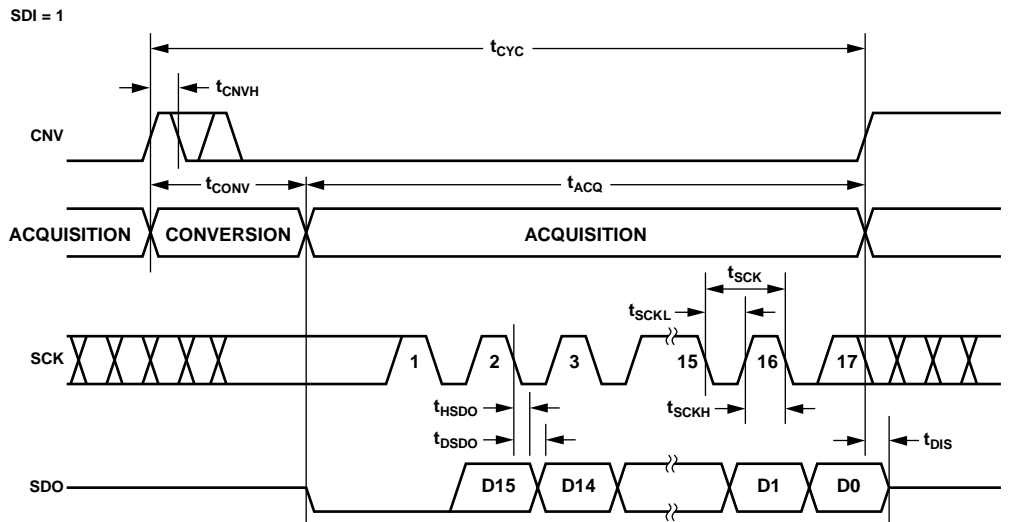 SDI = 1
tCYC
tCNVH
CNV
tCONV
tACQ
ACQUISITION
CONVERSION
ACQUISITION
tSCK
tSCKL
SCK
1
2
3
15
16
17
tHSDO
tSCKH
tDSDO
tDIS
SDO
D15
D14
D1
D0